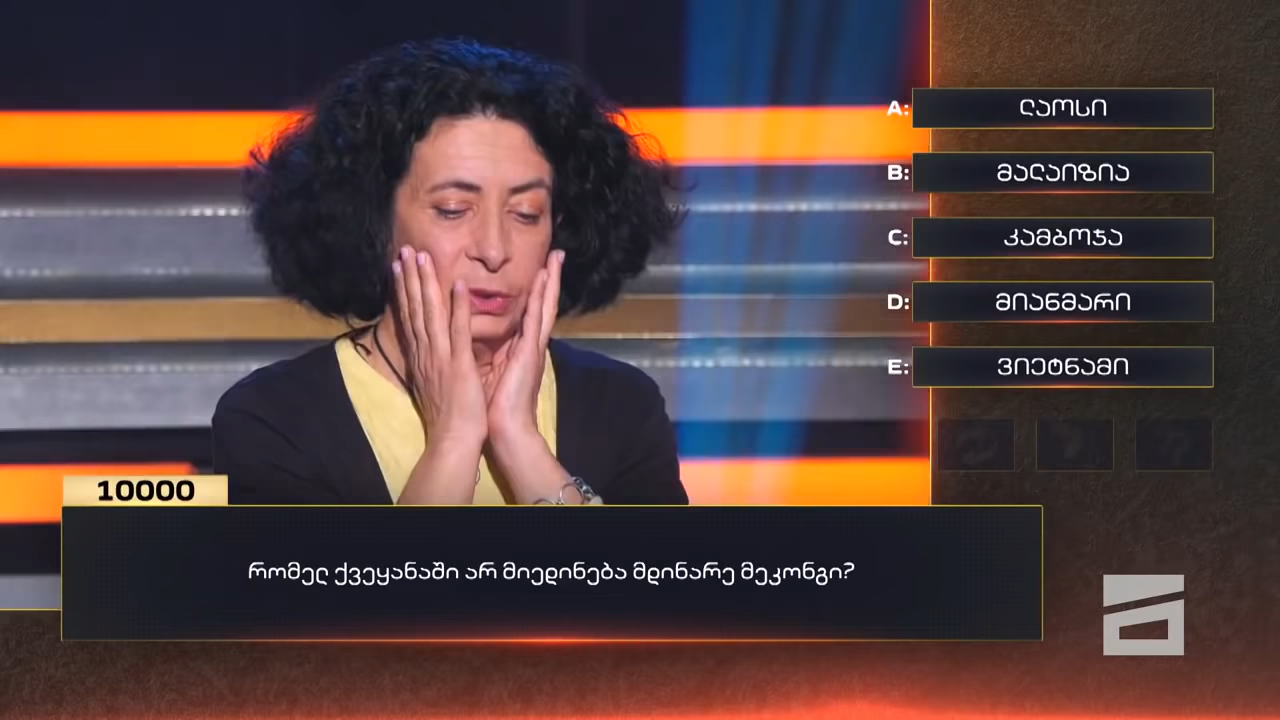 A: ლაოსი
B: მალაიზია
C: კამბოჯა
D: მიანმარი
E: ვიეტნამი
10000
რომელ ქვეყანაში არ მიედინება მდინარე მეკონგი?